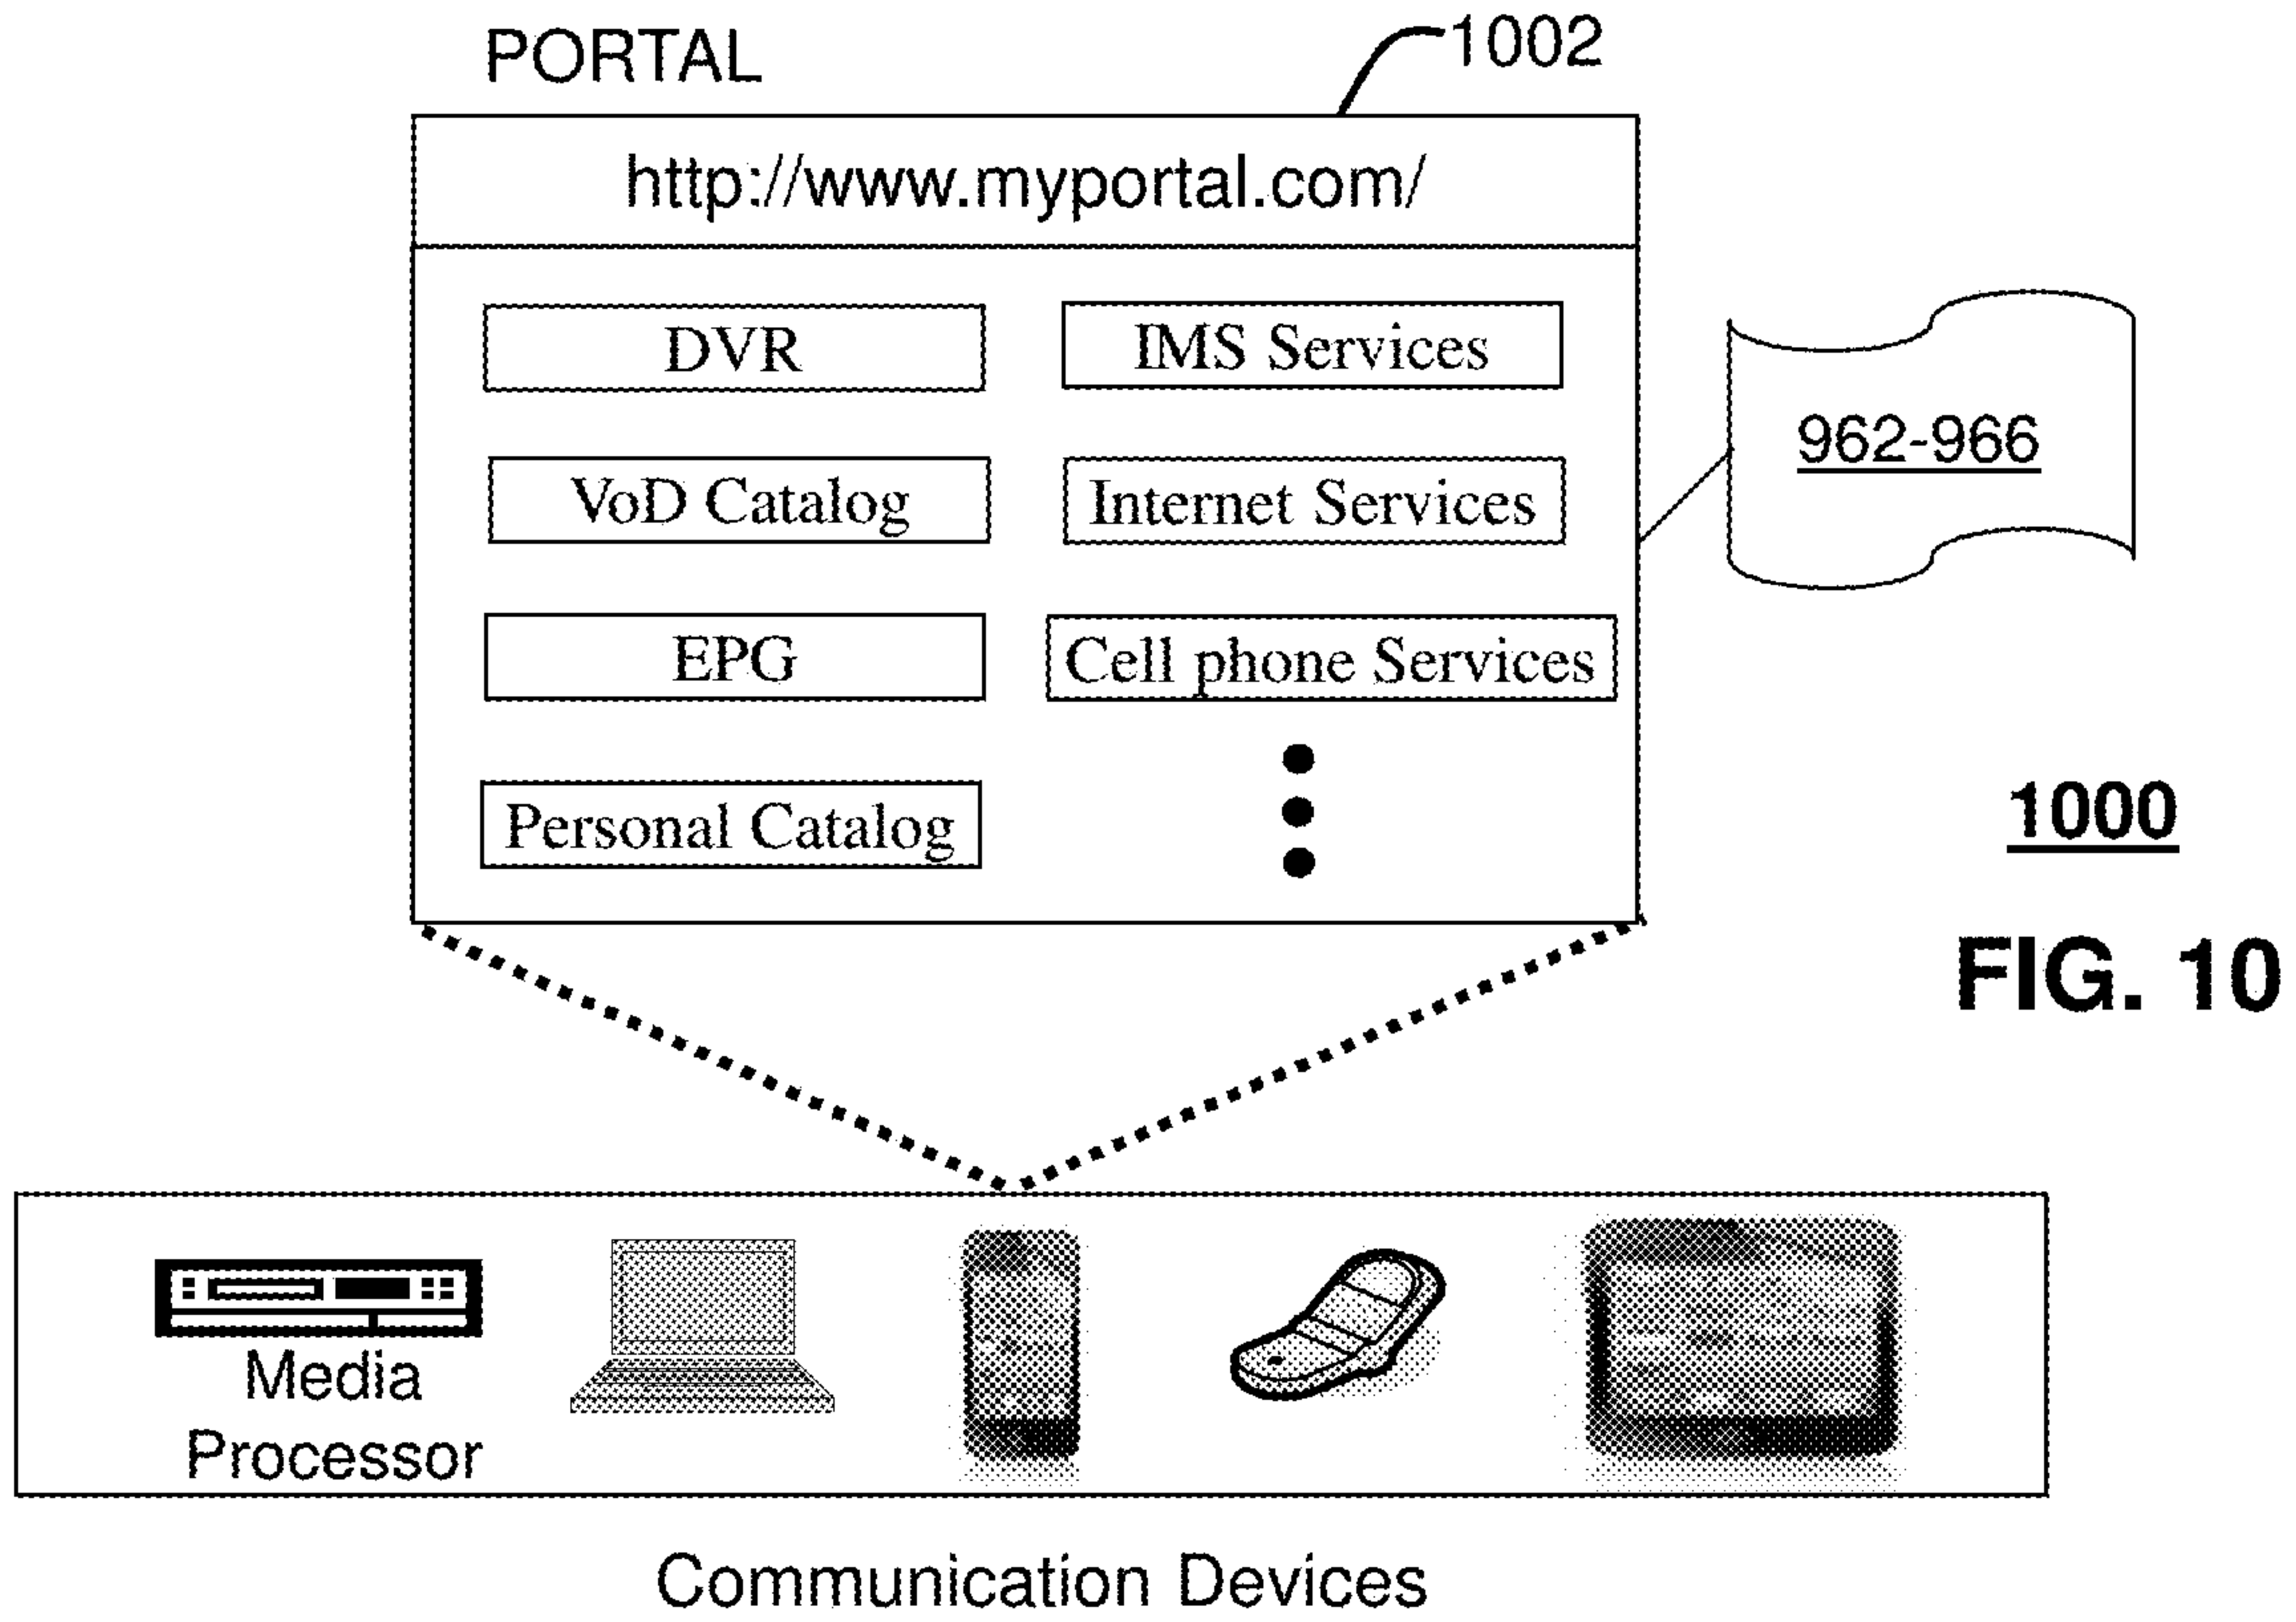 PORTAL
1002
http://www.myportal.com/
DVR
IMS Services
VoD Catalog
Internet Services
962-966
EPG
Cell phone Services
Personal Catalog
1000
FIG. 10
Media
Processor
Communication Devices